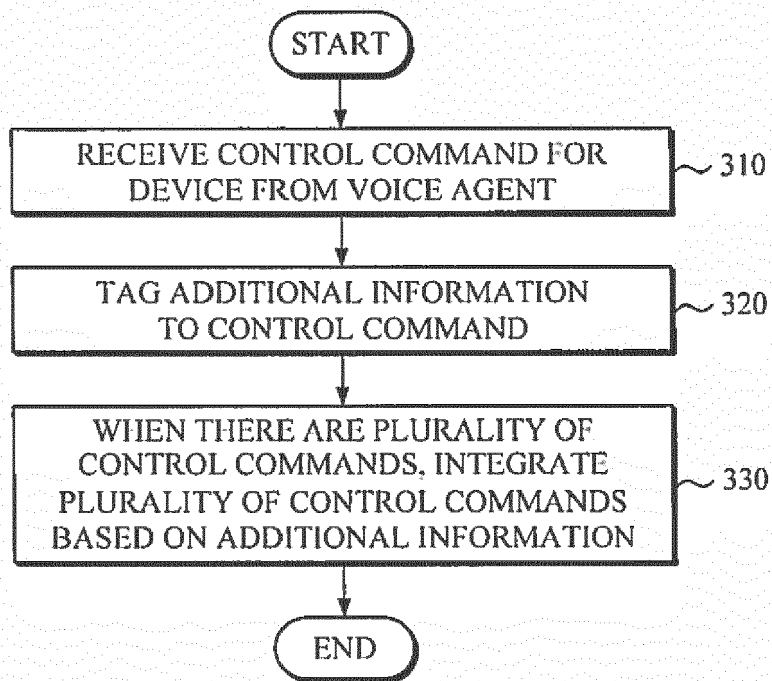 START
RECEIVE CONTROL COMMAND FOR
DEVICE FROM VOICE AGENT
310
TAG ADDITIONAL INFORMATION
TO CONTROL COMMAND
320
WHEN THERE ARE PLURALITY OF
CONTROL COMMANDS, INTEGRATE
PLURALITY OF CONTROL COMMANDS
BASED ON ADDITIONAL INFORMATION
330
END